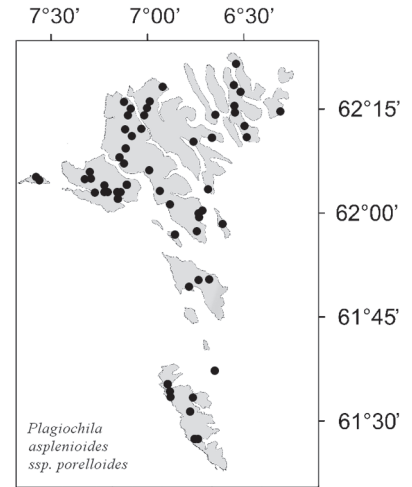 7°30' 7°00' 6°30'
62°15'
62°00'
61°45'
61°30'
Plagiochila
asplenioides
ssp. porelloides